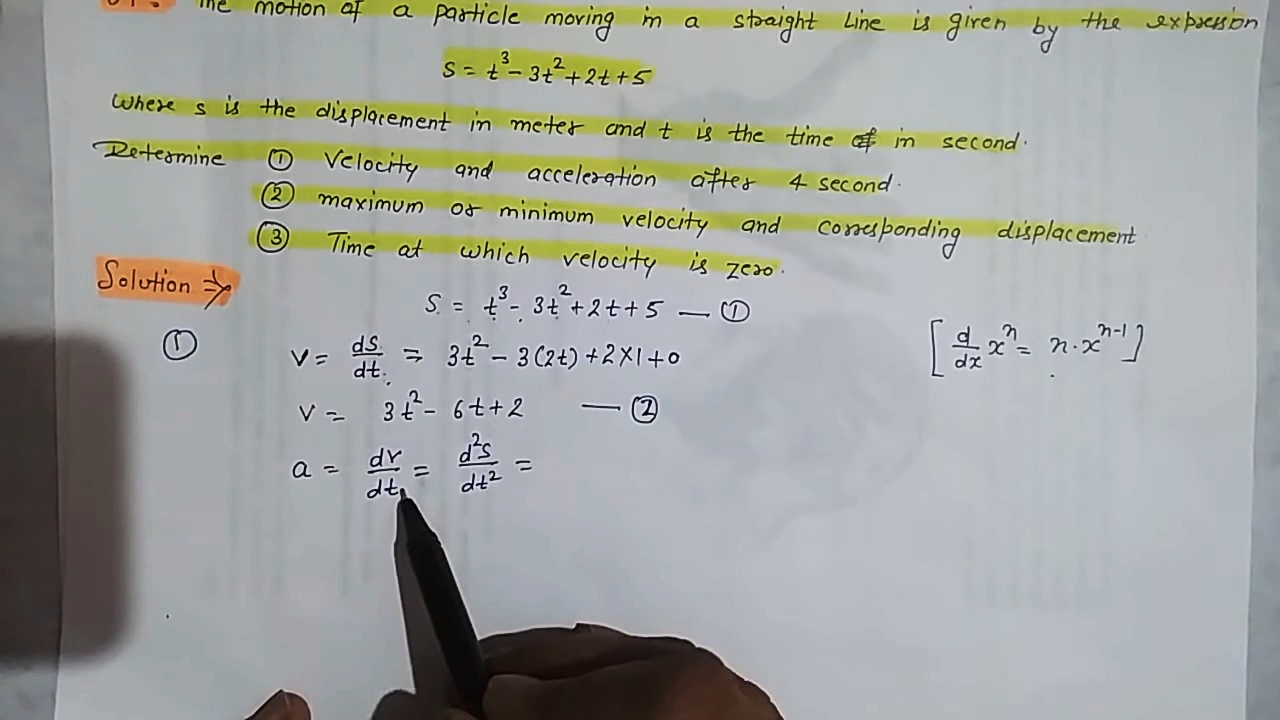 The motion of a particle moving in a straight Line is given by the expression
S = t³ - 3t² + 2t + 5
Where s is the displacement in meter and t is the time in second.
Determine ① Velocity and acceleration after 4 second.
② maximum or minimum velocity and corresponding displacement
③ Time at which velocity is zero.
Solution ⇒
S = t³ - 3t² + 2t + 5 — ①
① V = dS/dt ⇒ 3t² - 3(2t) + 2×1 + 0 [d/dx xⁿ = n·xⁿ⁻¹]
V = 3t² - 6t + 2 — ②
a = dv/dt = d²s/dt² =